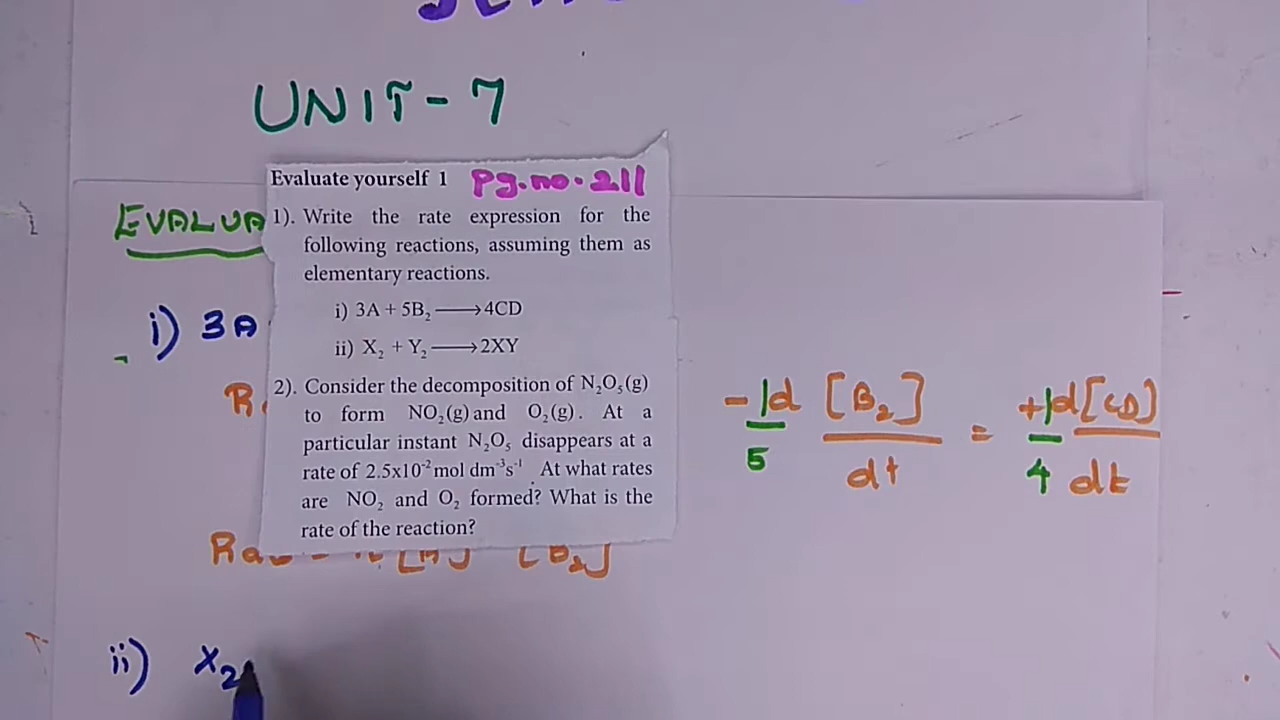 UNIT-7
Evaluate yourself 1 Pg.no.211
1). Write the rate expression for the
following reactions, assuming them as
elementary reactions.
i) 3A + 5B₂ ⟶ 4CD
ii) X₂ + Y₂ ⟶ 2XY
2). Consider the decomposition of N₂O₅(g)
to form NO₂(g) and O₂(g). At a
particular instant N₂O₅ disappears at a
rate of 2.5x10⁻² mol dm⁻³s⁻¹. At what rates
are NO₂ and O₂ formed? What is the
rate of the reaction?
i) 3A
-1/5 d[B₂]/dt = +1/4 d[CD]/dt
[B₂]
ii) X₂